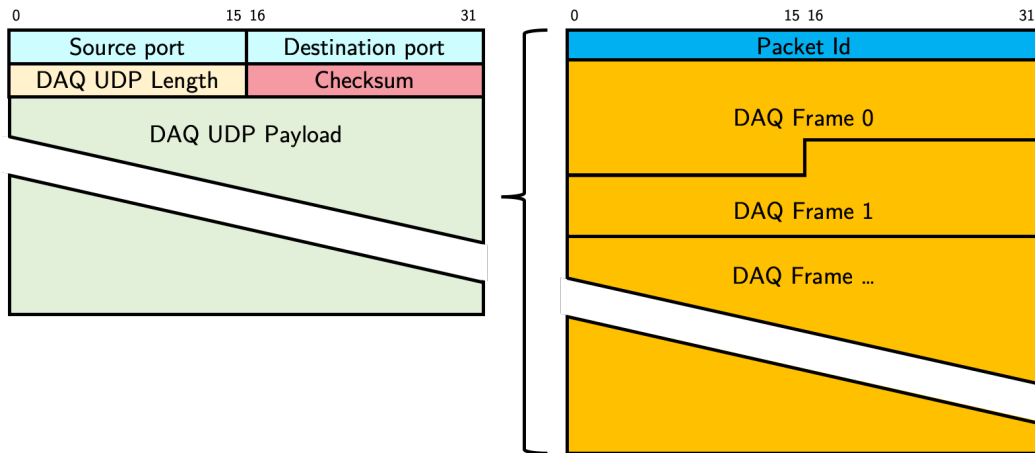 0 15 16 31
Source port Destination port
DAQ UDP Length Checksum
DAQ UDP Payload
0 15 16 31
Packet Id
DAQ Frame 0
DAQ Frame 1
DAQ Frame ...